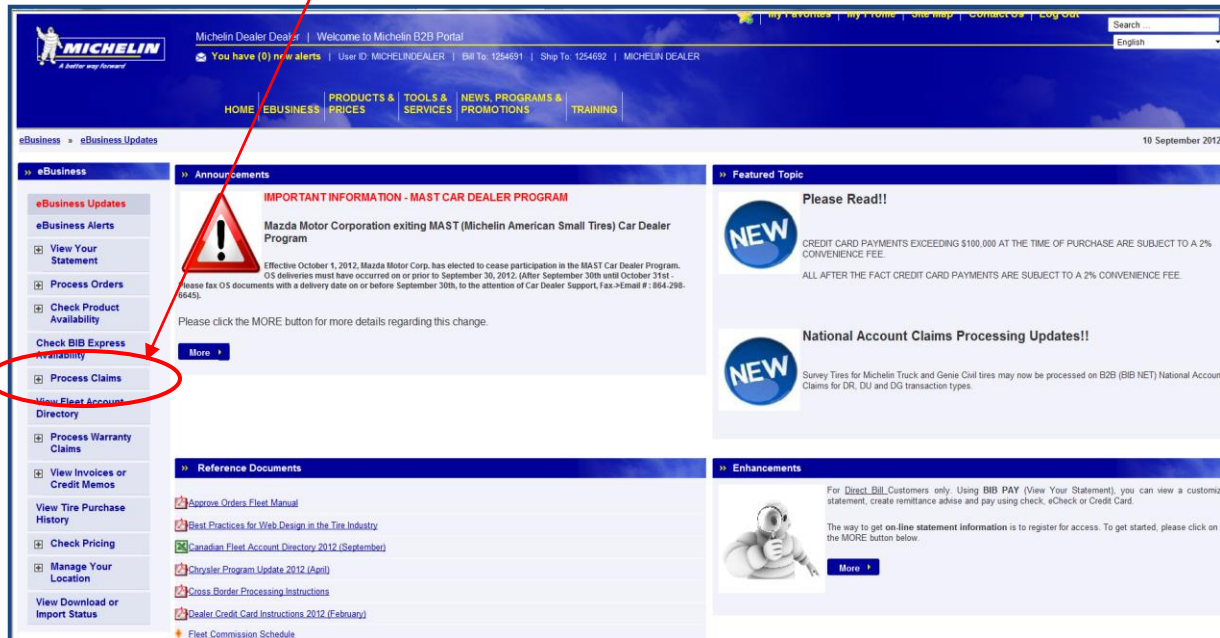 My Favorites | My Profile | Site Map | Contact Us | Log Out
Search ...
English
MICHELIN
A better way forward
Michelin Dealer Dealer | Welcome to Michelin B2B Portal
You have (0) new alerts | User ID: MICHELINDEALER | Bill To: 1254691 | Ship To: 1254692 | MICHELIN DEALER
HOME EBUSINESS PRODUCTS & PRICES TOOLS & SERVICES NEWS, PROGRAMS & PROMOTIONS TRAINING
eBusiness » eBusiness Updates
10 September 2012
» eBusiness
eBusiness Updates
eBusiness Alerts
View Your
Statement
Process Orders
Check Product
Availability
Check BIB Express
Availability
Process Claims
View Fleet Account
Directory
Process Warranty
Claims
View Invoices or
Credit Memos
View Tire Purchase
History
Check Pricing
Manage Your
Location
View Download or
Import Status
» Announcements
IMPORTANT INFORMATION - MAST CAR DEALER PROGRAM
Mazda Motor Corporation exiting MAST (Michelin American Small Tires) Car Dealer
Program
Effective October 1, 2012, Mazda Motor Corp. has elected to cease participation in the MAST Car Dealer Program.
OS deliveries must have occurred on or prior to September 30, 2012. (After September 30th until October 31st -
Please fax OS documents with a delivery date on or before September 30th, to the attention of Car Dealer Support, Fax->Email # : 864-298-
6645).
Please click the MORE button for more details regarding this change.
More
» Featured Topic
NEW
Please Read!!
CREDIT CARD PAYMENTS EXCEEDING $100,000 AT THE TIME OF PURCHASE ARE SUBJECT TO A 2%
CONVENIENCE FEE.
ALL AFTER THE FACT CREDIT CARD PAYMENTS ARE SUBJECT TO A 2% CONVENIENCE FEE.
NEW
National Account Claims Processing Updates!!
Survey Tires for Michelin Truck and Genie Civil tires may now be processed on B2B (BIB NET) National Accoun
Claims for DR, DU and DG transaction types.
» Reference Documents
Approve Orders Fleet Manual
Best Practices for Web Design in the Tire Industry
Canadian Fleet Account Directory 2012 (September)
Chrysler Program Update 2012 (April)
Cross Border Processing Instructions
Dealer Credit Card Instructions 2012 (February)
Fleet Commission Schedule
» Enhancements
For Direct Bill Customers only. Using BIB PAY (View Your Statement), you can view a customiz
statement, create remittance advise and pay using check, eCheck or Credit Card.
The way to get on-line statement information is to register for access. To get started, please click on
the MORE button below.
More